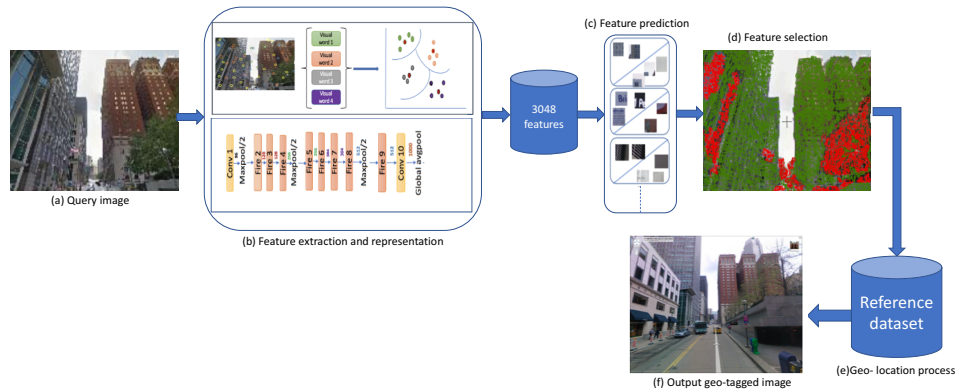 (c) Feature prediction
(d) Feature selection
Visual
word 1
Visual
word 2
Visual
word 3
Visual
word 4
3048
features
Conv 1
96
Maxpool/2
Fire 2
Fire 3
Fire 4
Maxpool/2
Fire 5
Fire 6
Fire 7
Fire 8
Maxpool/2
Fire 9
Conv 10
1000
Global avgpool
Bri
(a) Query image
(b) Feature extraction and representation
Reference
dataset
(e)Geo- location process
(f) Output geo-tagged image